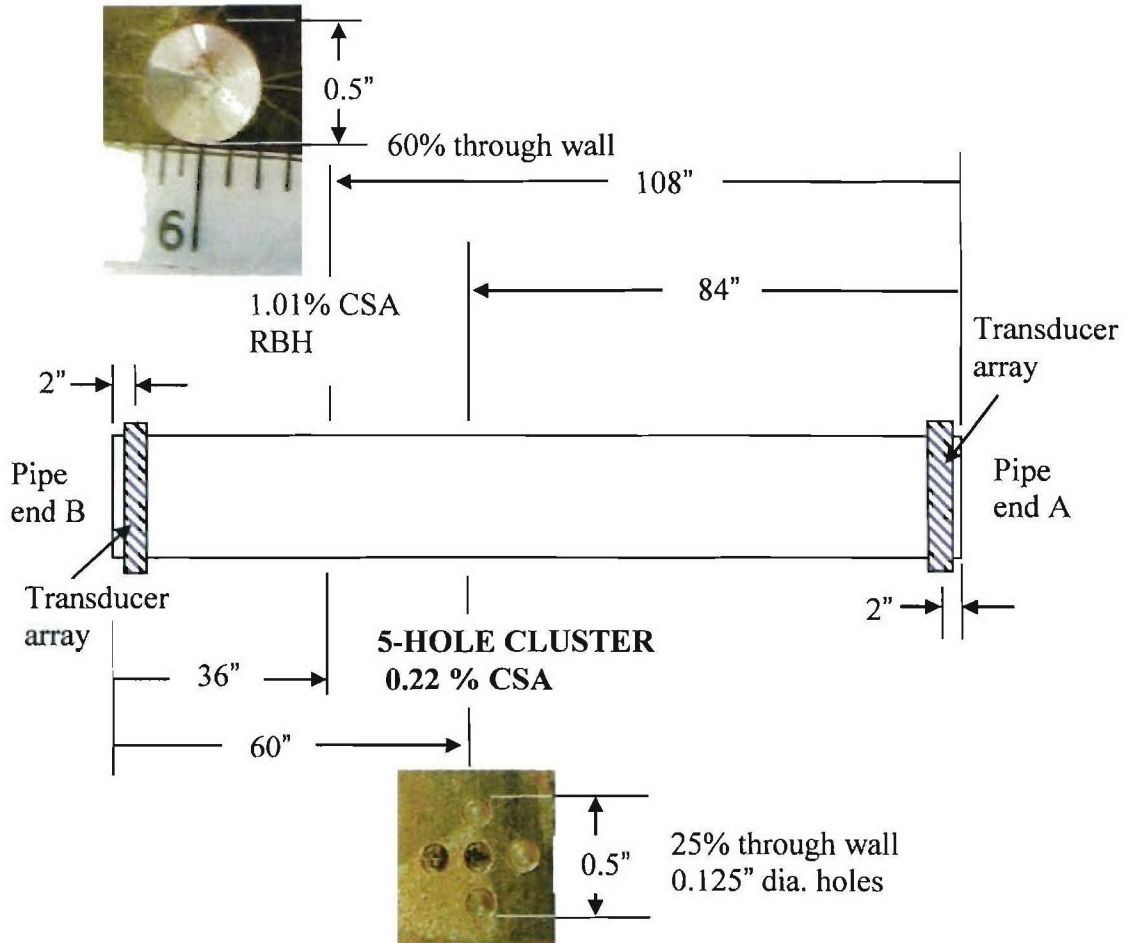 0.5”
60% through wall
108”
6
84”
1.01% CSA
RBH
Transducer
array
2”
Pipe
end B
Pipe
end A
Transducer
array
2”
5-HOLE CLUSTER
0.22 % CSA
36”
60”
0.5”
25% through wall
0.125” dia. holes